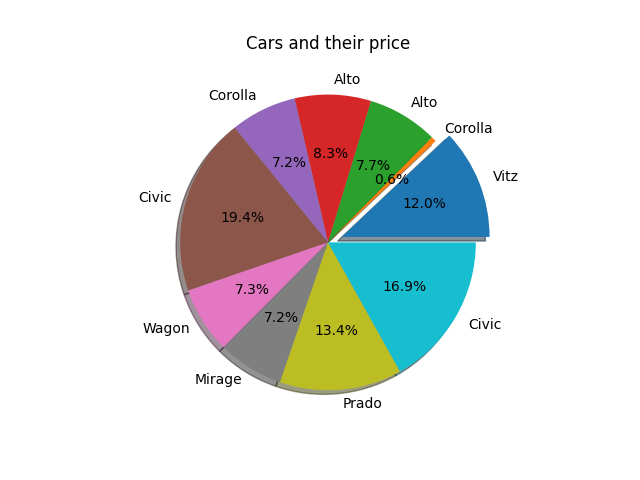 Cars and their price
Alto
Corolla
Alto
Corolla
8.3%
7.2%
7.7%
0.6%
Vitz
Civic
12.0%
19.4%
16.9%
7.3%
7.2%
13.4%
Wagon
Civic
Mirage
Prado